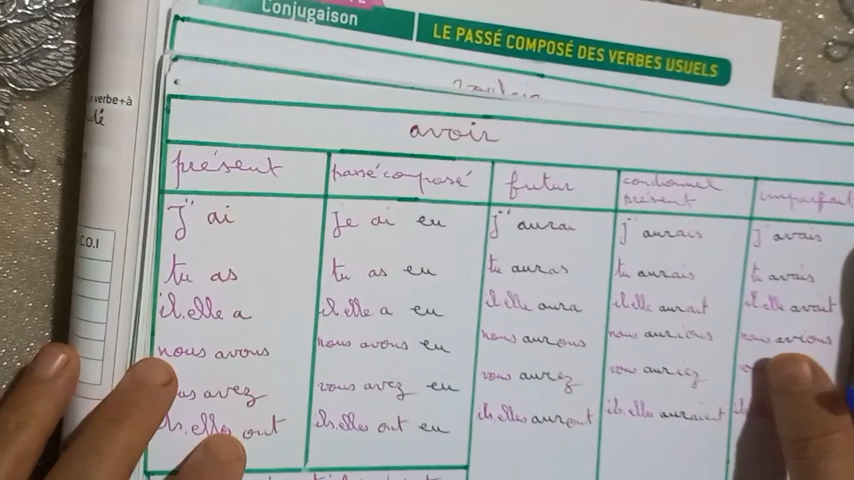 Conjugaison
LE PASSÉ COMPOSÉ DES VERBES USUELS
verbe+à
C.O.I
avoir
présent passé composé futur conditionnel présent imparfait
j' ai je ai eu j' aurai j' aurais j' avais
tu as tu as eu tu auras tu aurais tu avais
il.elle a il.elle a eu il.elle aura il.elle aurait il.elle avait
nous avons nous avons eu nous aurons nous aurions nous avions
vous avez vous avez eu vous aurez vous auriez
ils.elles ont ils.elles ont eu ils.elles auront ils.elles auraient